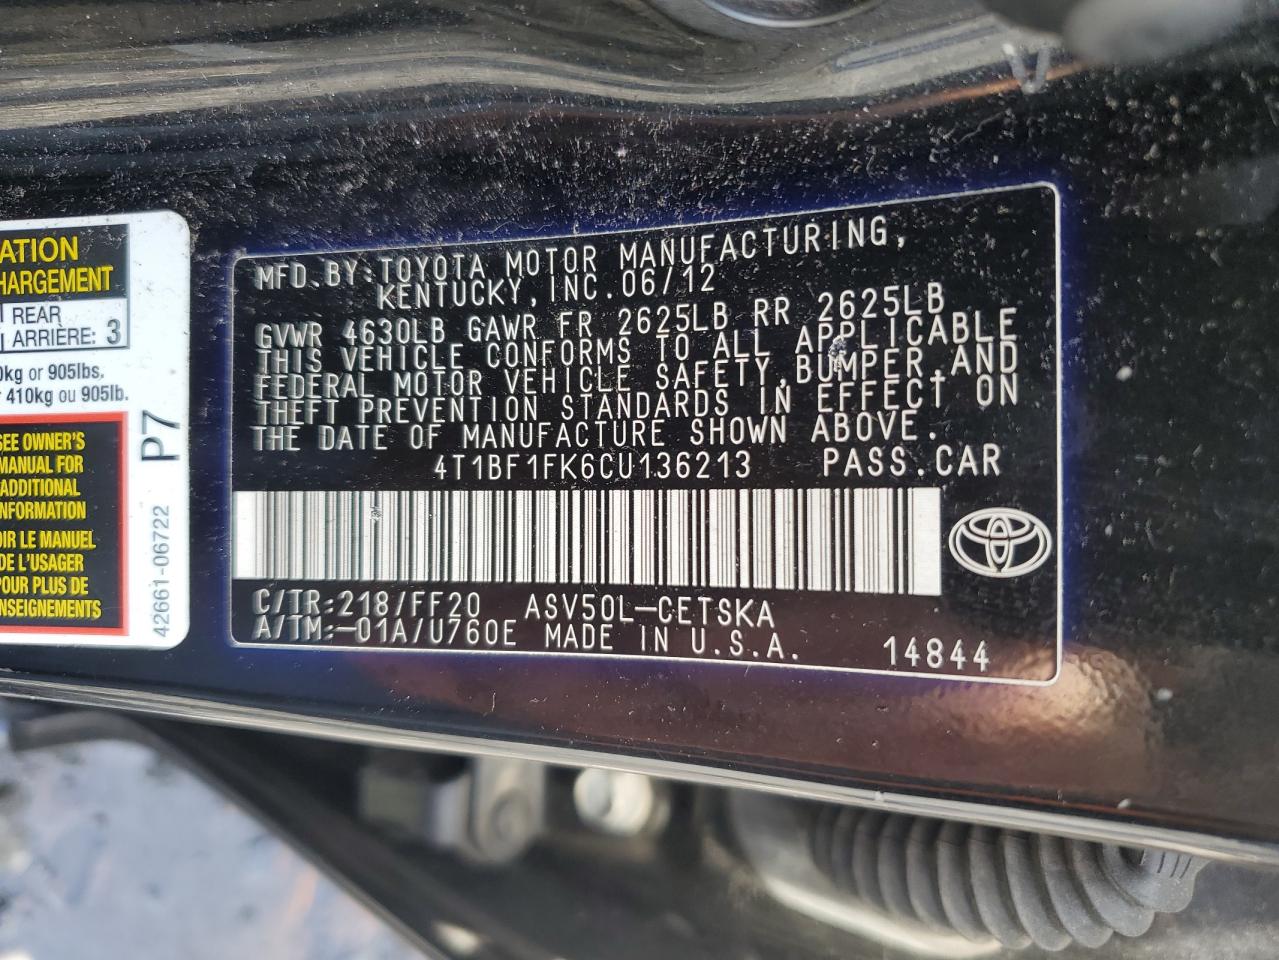 ATION
HARGEMENT
REAR
ARRIÈRE: 3
kg or 905lbs.
410kg ou 905lb.
SEE OWNER'S
MANUAL FOR
ADDITIONAL
NFORMATION
OIR LE MANUEL
DE L'USAGER
POUR PLUS DE
NSEIGNEMENTS
P7
42661-06722
MFD.BY:TOYOTA MOTOR MANUFACTURING,
KENTUCKY,INC.06/12
GVWR 4630LB GAWR FR 2625LB RR 2625LB
THIS VEHICLE CONFORMS TO ALL APPLICABLE
FEDERAL MOTOR VEHICLE SAFETY,BUMPER,AND
THEFT PREVENTION STANDARDS IN EFFECT ON
THE DATE OF MANUFACTURE SHOWN ABOVE.
4T1BF1FK6CU136213 PASS.CAR
C/TR:218/FF20 ASV50L-CETSKA
A/TM:-01A/U760E MADE IN U.S.A. 14844